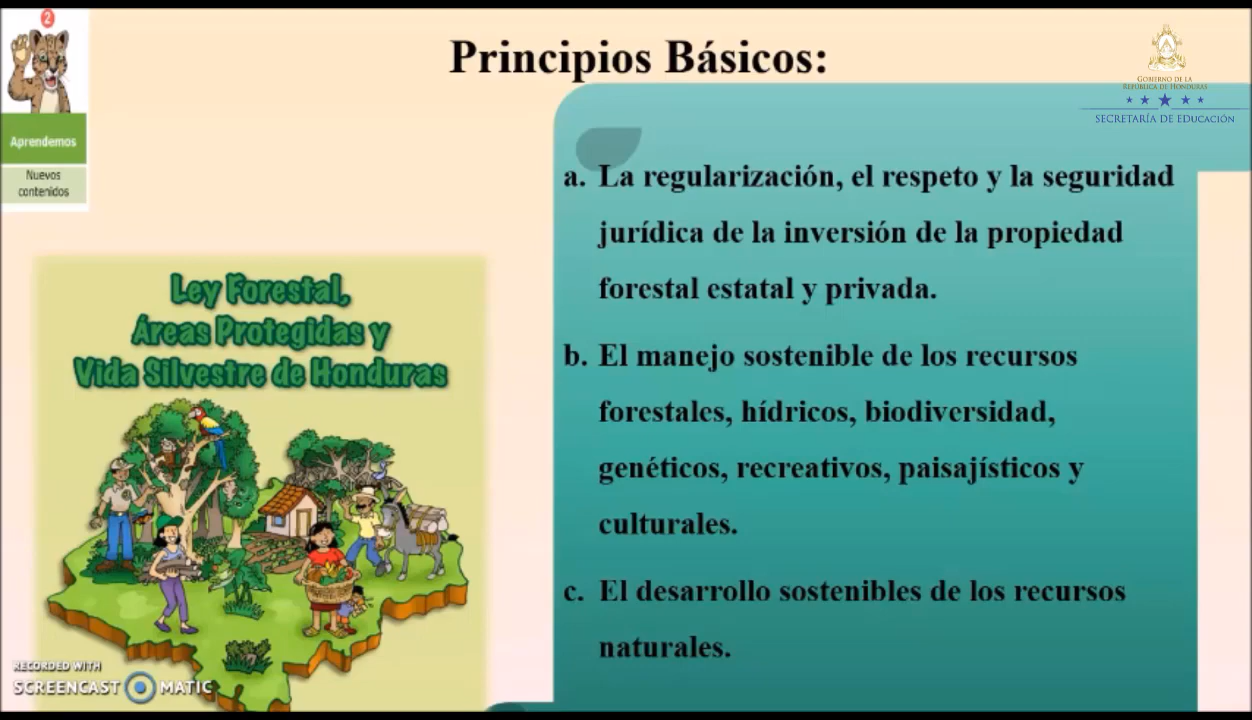 2
Aprendemos
Nuevos
contenidos
Principios Básicos:
GOBIERNO DE LA
REPÚBLICA DE HONDURAS
SECRETARÍA DE EDUCACIÓN
a. La regularización, el respeto y la seguridad
jurídica de la inversión de la propiedad
forestal estatal y privada.
b. El manejo sostenible de los recursos
forestales, hídricos, biodiversidad,
genéticos, recreativos, paisajísticos y
culturales.
c. El desarrollo sostenibles de los recursos
naturales.
Ley Forestal,
Áreas Protegidas y
Vida Silvestre de Honduras
RECORDED WITH
SCREENCAST MATIC